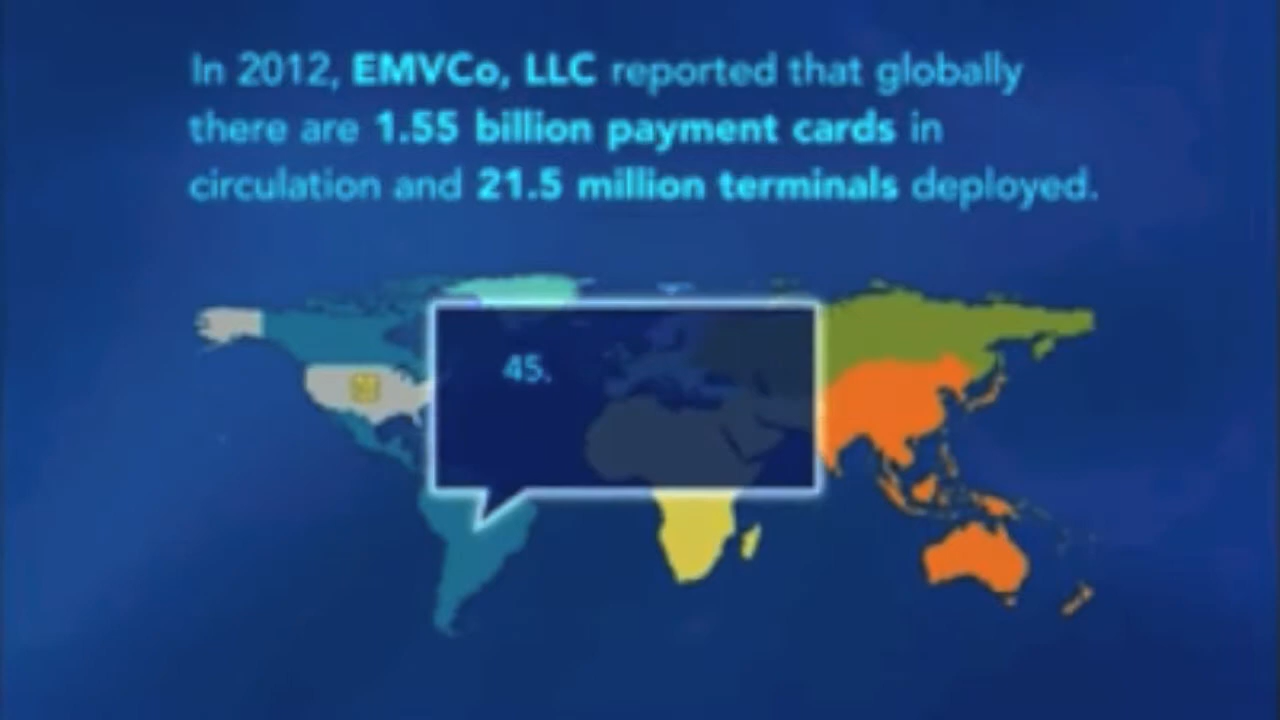 In 2012, EMVCo, LLC reported that globally
there are 1.55 billion payment cards in
circulation and 21.5 million terminals deployed.
45.